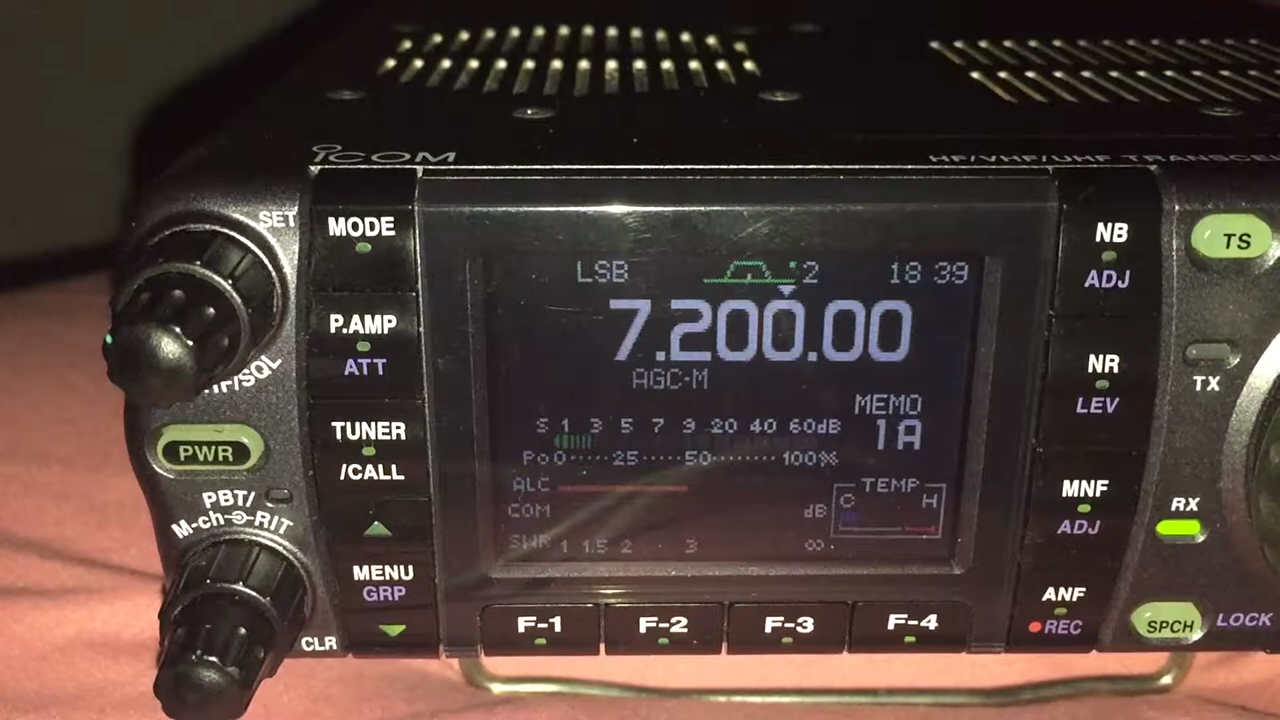 ICOM
HF/VHF/UHF
SET
MODE
P.AMP
ATT
TUNER
/CALL
PWR
PBT/
M-ch RIT
MENU
GRP
CLR
LSB 2 18 39
7.200.00
AGC-M
MEMO
1A
S 1 3 5 7 9 20 40 60dB
Po 0 25 50 100%
ALC
COM dB
SWR 1 1.5 2 3 ∞
TEMP
C H
F-1 F-2 F-3 F-4
NB
ADJ
NR
LEV
MNF
ADJ
ANF
REC
TS
TX
RX
SPCH LOCK